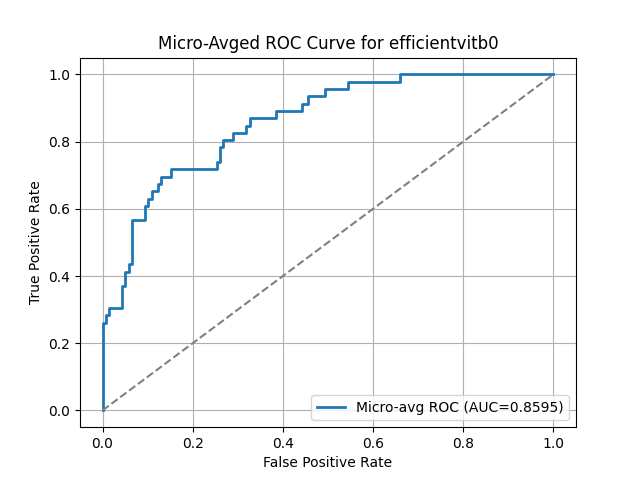 Micro-Avged ROC Curve for efficientvitb0
1.0
0.8
0.6
0.4
0.2
0.0
True Positive Rate
Micro-avg ROC (AUC=0.8595)
0.0 0.2 0.4 0.6 0.8 1.0
False Positive Rate